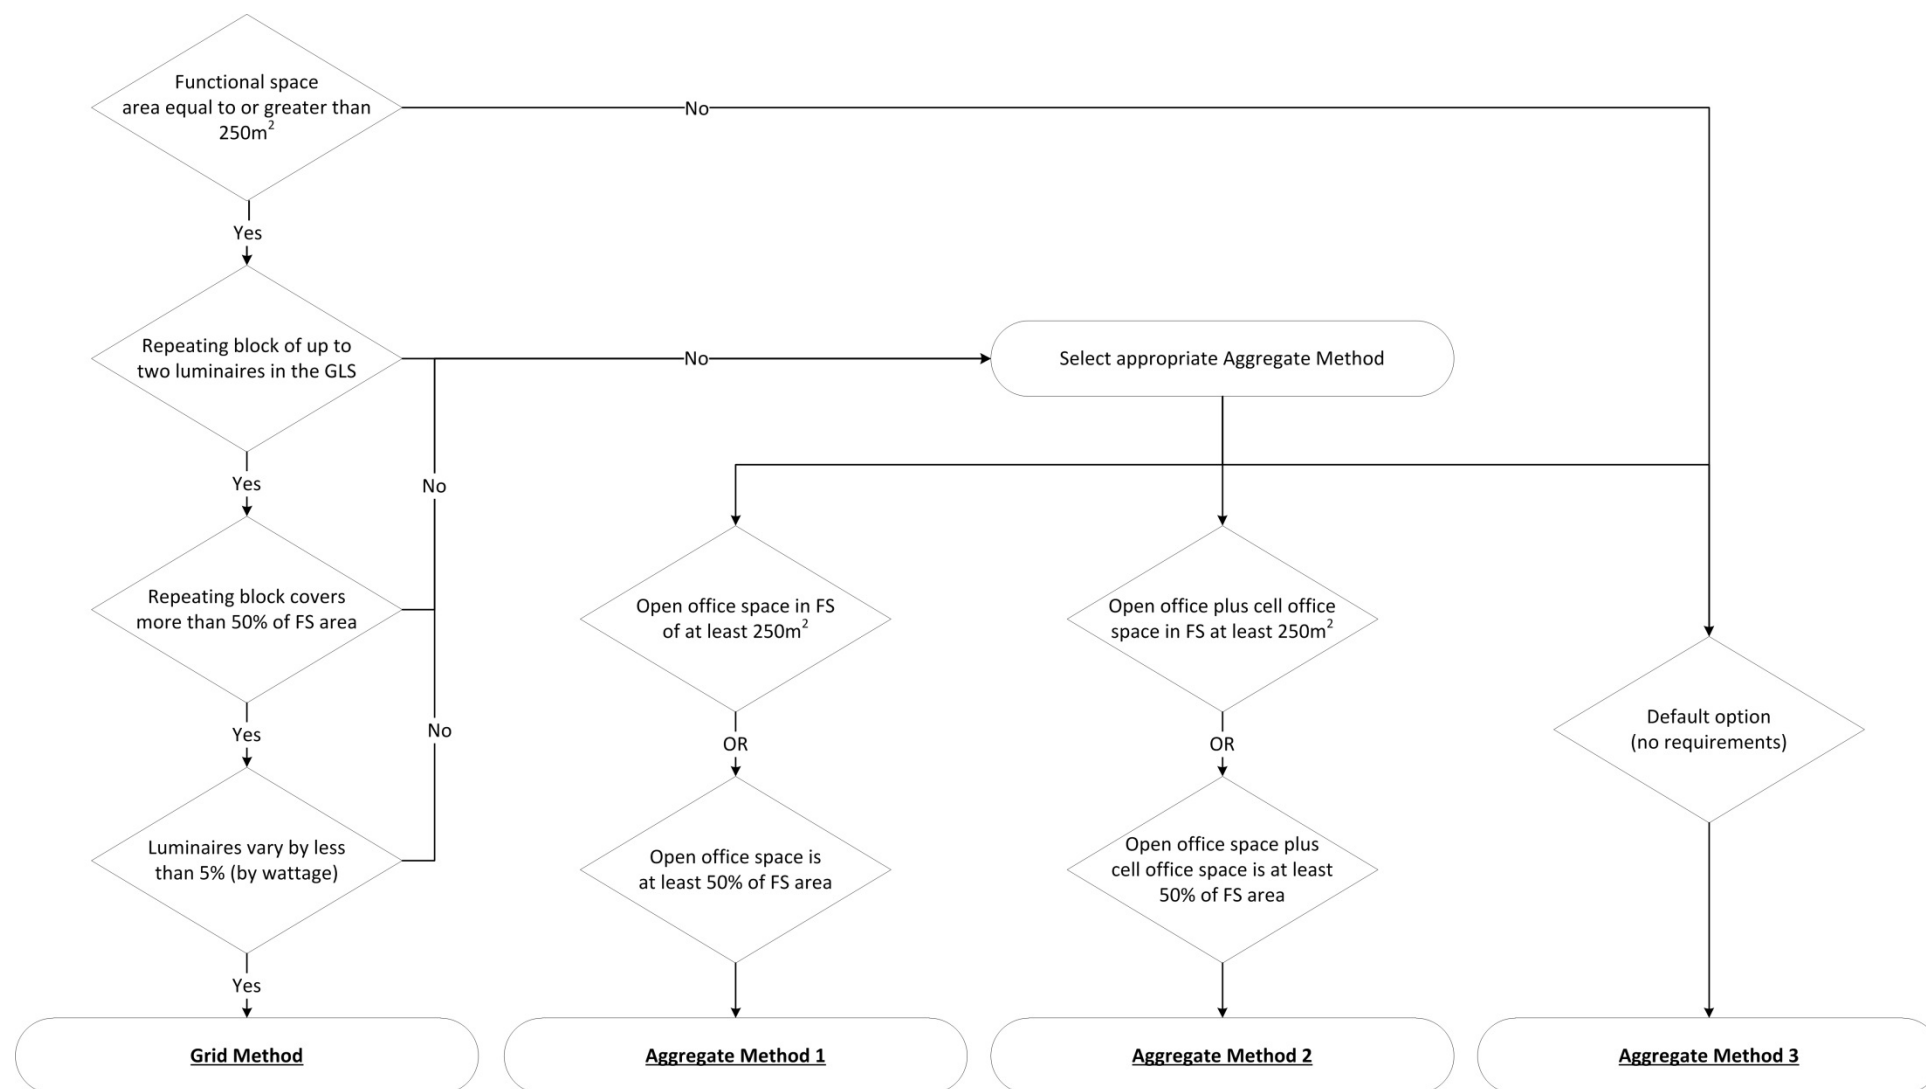 Functional space
area equal to or greater than
250m²
No
Yes
Repeating block of up to
two luminaires in the GLS
No
Select appropriate Aggregate Method
Yes
No
Repeating block covers
more than 50% of FS area
Open office space in FS
of at least 250m²
Open office plus cell office
space in FS at least 250m²
Yes
No
OR
OR
Default option
(no requirements)
Luminaires vary by less
than 5% (by wattage)
Open office space is
at least 50% of FS area
Open office space plus
cell office space is at least
50% of FS area
Yes
Grid Method
Aggregate Method 1
Aggregate Method 2
Aggregate Method 3